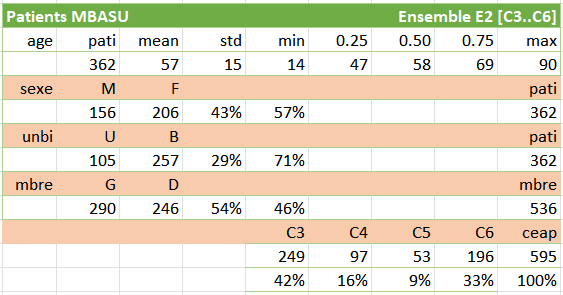 Patients MBASU Ensemble E2 [C3..C6]
age pati mean std min 0.25 0.50 0.75 max
362 57 15 14 47 58 69 90
sexe M F pati
156 206 43% 57% 362
unbi U B pati
105 257 29% 71% 362
mbre G D mbre
290 246 54% 46% 536
C3 C4 C5 C6 ceap
249 97 53 196 595
42% 16% 9% 33% 100%